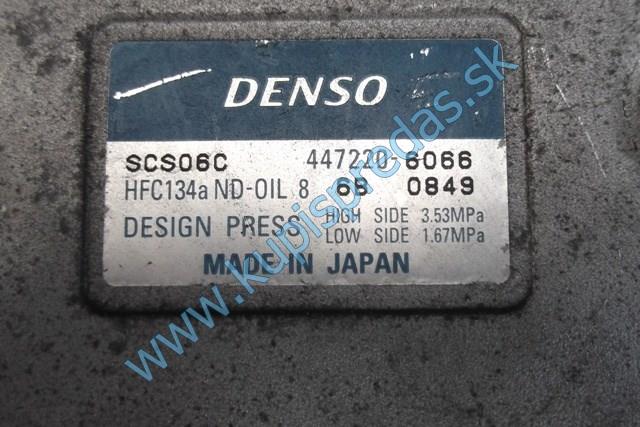 DENSO
SCS06C 447220-6066
HFC134a ND-OIL 8 6B 0849
DESIGN PRESS HIGH SIDE 3.53MPa
LOW SIDE 1.67MPa
MADE IN JAPAN
www.kupispredas.sk